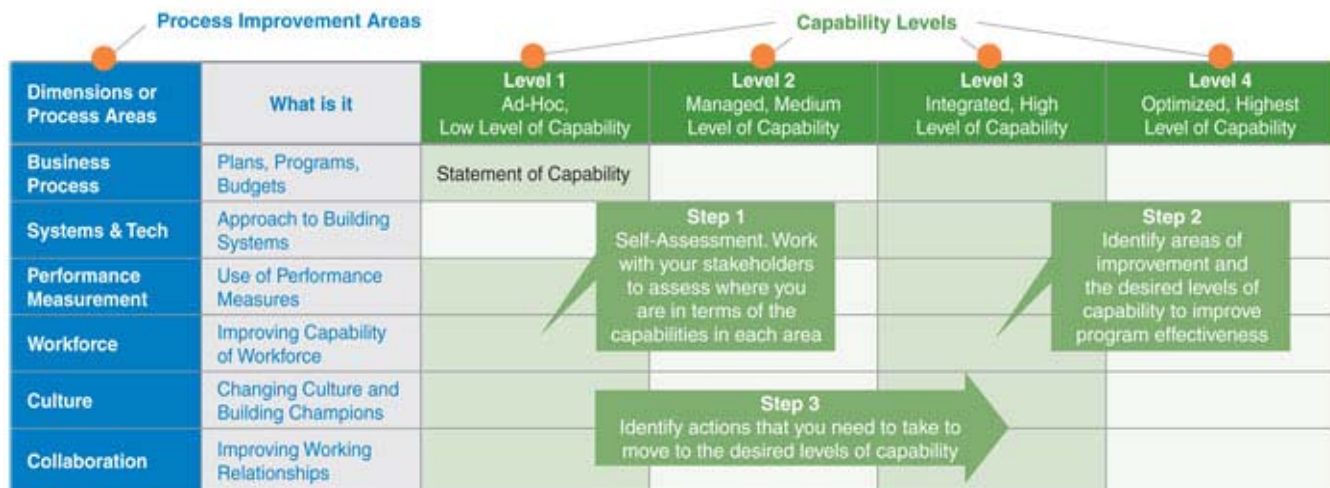 Process Improvement Areas
Capability Levels
Dimensions or
Process Areas
What is it
Level 1
Ad-Hoc,
Low Level of Capability
Level 2
Managed, Medium
Level of Capability
Level 3
Integrated, High
Level of Capability
Level 4
Optimized, Highest
Level of Capability
Business
Process
Plans, Programs,
Budgets
Statement of Capability
Systems & Tech
Approach to Building
Systems
Performance
Measurement
Use of Performance
Measures
Workforce
Improving Capability
of Workforce
Culture
Changing Culture and
Building Champions
Collaboration
Improving Working
Relationships
Step 1
Self-Assessment. Work
with your stakeholders
to assess where you
are in terms of the
capabilities in each area
Step 2
Identify areas of
improvement and
the desired levels of
capability to improve
program effectiveness
Step 3
Identify actions that you need to take to
move to the desired levels of capability